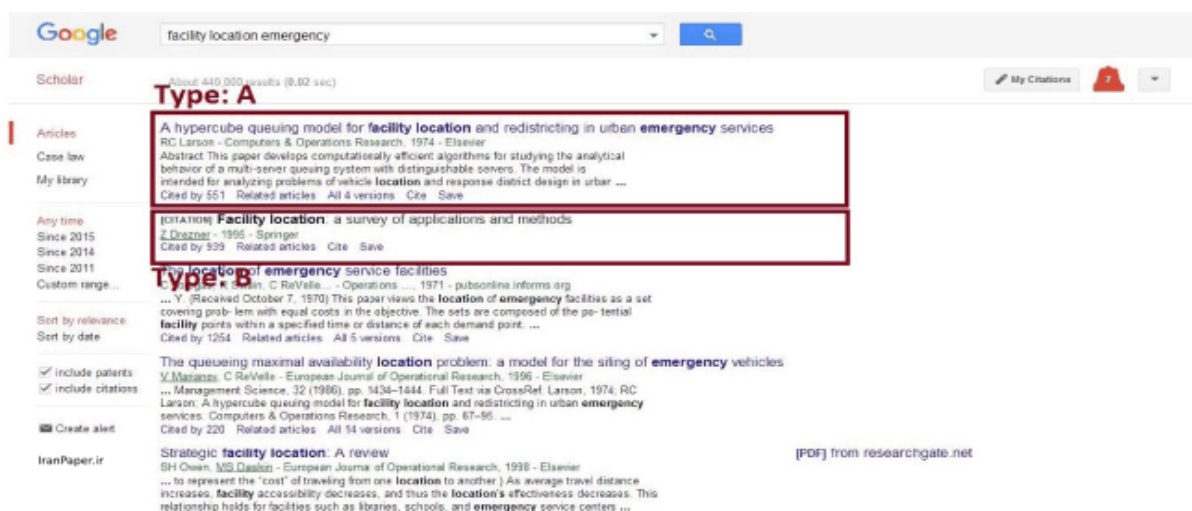 Google
facility location emergency
Scholar
About 440,000 results (0.02 sec)
My Citations
7
Type: A
Articles
Case law
My library
Any time
Since 2015
Since 2014
Since 2011
Custom range...
Sort by relevance
Sort by date
include patents
include citations
Create alert
IranPaper.ir
A hypercube queuing model for facility location and redistricting in urban emergency services
RC Larson - Computers & Operations Research, 1974 - Elsevier
Abstract This paper develops computationally efficient algorithms for studying the analytical
behavior of a multi-server queuing system with distinguishable servers. The model is
intended for analyzing problems of vehicle location and response district design in urban ...
Cited by 551 Related articles All 4 versions Cite Save
[CITATION] Facility location: a survey of applications and methods
Z Drezner - 1995 - Springer
Cited by 939 Related articles Cite Save
Type: B
The location of emergency service facilities
C ReVelle... - Operations ..., 1971 - pubsonline.informs.org
... Y. (Received October 7, 1970) This paper views the location of emergency facilities as a set
covering prob- lem with equal costs in the objective. The sets are composed of the po- tential
facility points within a specified time or distance of each demand point. ...
Cited by 1254 Related articles All 5 versions Cite Save
The queueing maximal availability location problem: a model for the siting of emergency vehicles
V Marianov, C ReVelle - European Journal of Operational Research, 1996 - Elsevier
... Management Science, 32 (1986), pp. 1434–1444. Full Text via CrossRef. Larson, 1974; RC
Larson; A hypercube queuing model for facility location and redistricting in urban emergency
services. Computers & Operations Research, 1 (1974), pp. 67–95. ...
Cited by 220 Related articles All 14 versions Cite Save
Strategic facility location: A review
[PDF] from researchgate.net
SH Owen, MS Daskin - European Journal of Operational Research, 1998 - Elsevier
... to represent the "cost" of traveling from one location to another.) As average travel distance
increases, facility accessibility decreases, and thus the location's effectiveness decreases. This
relationship holds for facilities such as libraries, schools, and emergency service centers ...